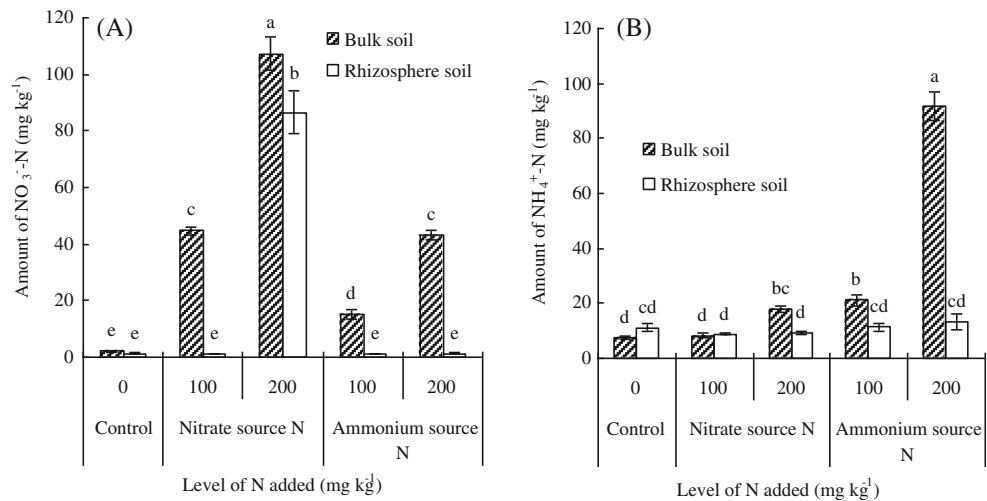 (A)
120
100
80
60
40
20
0
Amount of NO3⁻-N (mg kg⁻¹)
Bulk soil
Rhizosphere soil
e e c e a b d e c e
0 100 200 100 200
Control Nitrate source N Ammonium source N
Level of N added (mg kg⁻¹)
(B)
120
100
80
60
40
20
0
Amount of NH4⁺-N (mg kg⁻¹)
Bulk soil
Rhizosphere soil
d cd d d bc d b cd a cd
0 100 200 100 200
Control Nitrate source N Ammonium source N
Level of N added (mg kg⁻¹)